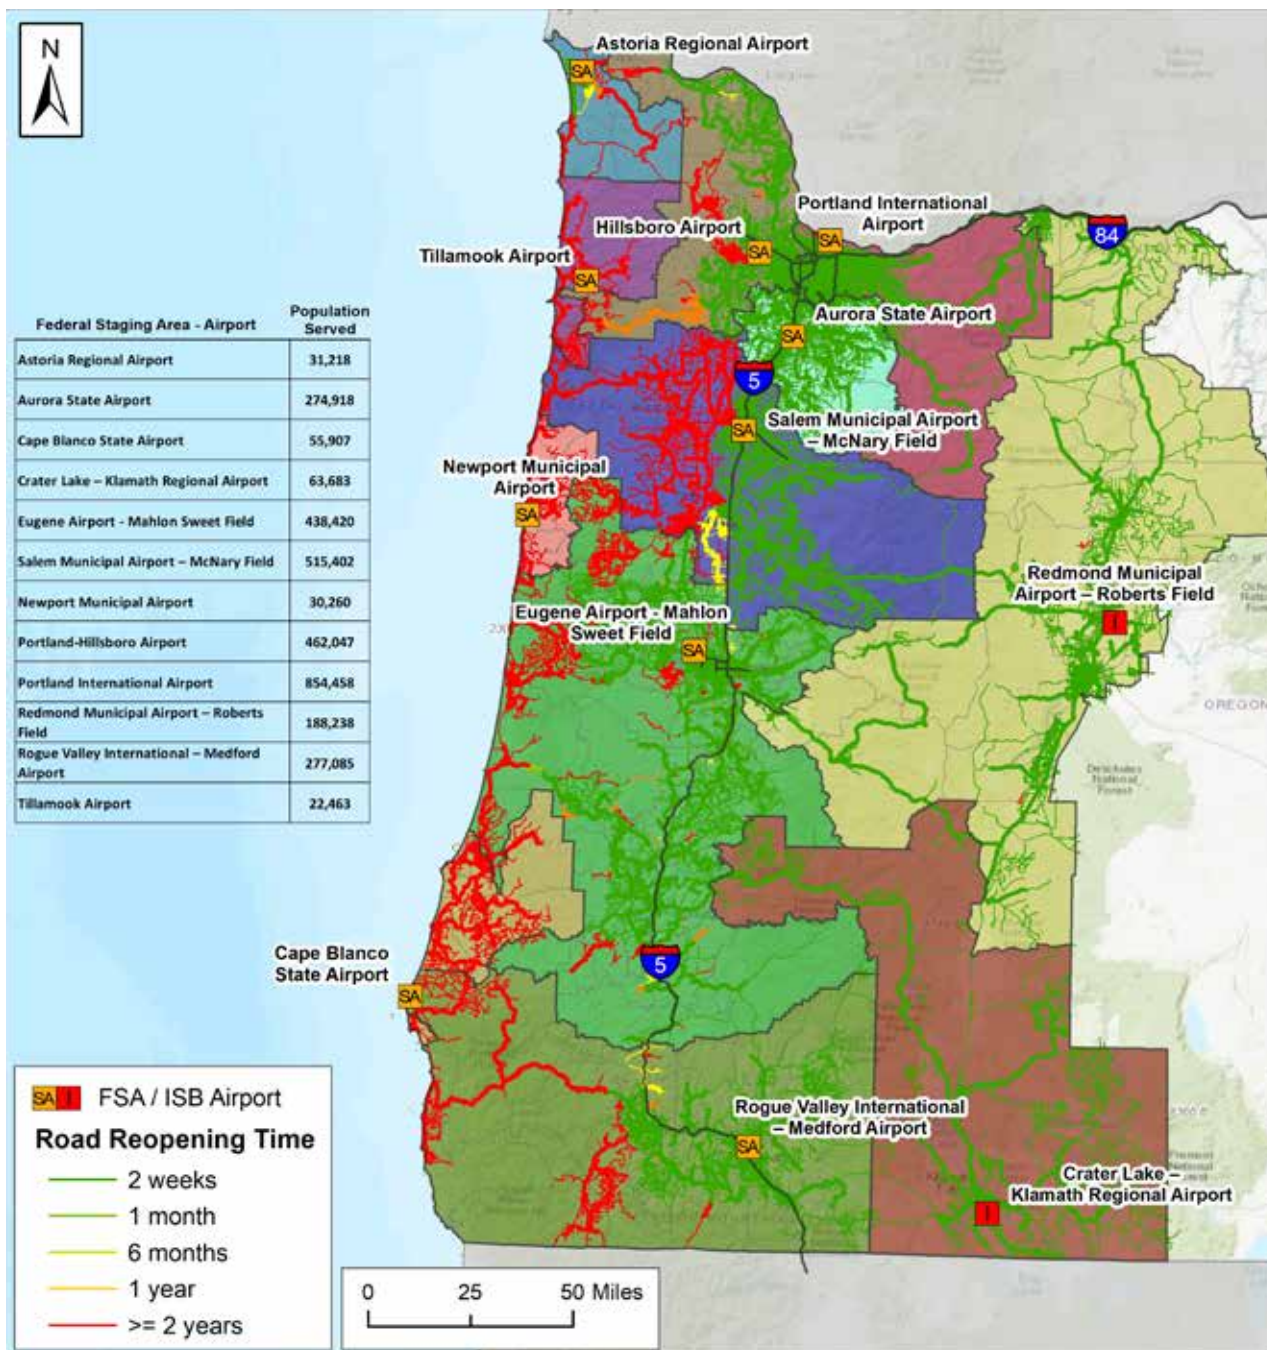 N
Astoria Regional Airport
Portland International
Airport
Hillsboro Airport
84
Tillamook Airport
Federal Staging Area - Airport Population
Served
Astoria Regional Airport 31,218
Aurora State Airport 274,918
Cape Blanco State Airport 55,907
Crater Lake – Klamath Regional Airport 63,683
Eugene Airport - Mahlon Sweet Field 438,420
Salem Municipal Airport – McNary Field 515,402
Newport Municipal Airport 30,260
Portland-Hillsboro Airport 462,047
Portland International Airport 854,458
Redmond Municipal Airport – Roberts
Field 188,238
Rogue Valley International – Medford
Airport 277,085
Tillamook Airport 22,463
SA
SA
SA
SA
SA
Aurora State Airport
5
SA
Salem Municipal Airport
– McNary Field
Newport Municipal
Airport
SA
Redmond Municipal
Airport – Roberts Field
I
Eugene Airport - Mahlon
Sweet Field
SA
OREGON
Deschutes
National
Forest
Cape Blanco
State Airport
5
SA
Rogue Valley International
– Medford Airport
SA
Crater Lake –
Klamath Regional Airport
I
SA I FSA / ISB Airport
Road Reopening Time
2 weeks
1 month
6 months
1 year
>= 2 years
0 25 50 Miles